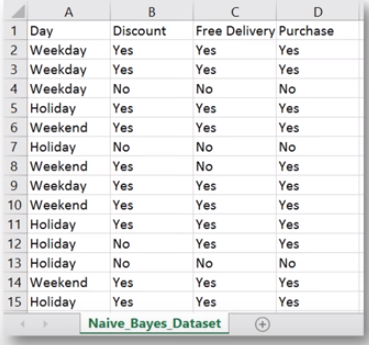 A B C D
1 Day Discount Free Delivery Purchase
2 Weekday Yes Yes Yes
3 Weekday Yes Yes Yes
4 Weekday No No No
5 Holiday Yes Yes Yes
6 Weekend Yes Yes Yes
7 Holiday No No No
8 Weekend Yes No Yes
9 Weekday Yes Yes Yes
10 Weekend Yes Yes Yes
11 Holiday Yes Yes Yes
12 Holiday No Yes Yes
13 Holiday No No No
14 Weekend Yes Yes Yes
15 Holiday Yes Yes Yes
Naive_Bayes_Dataset